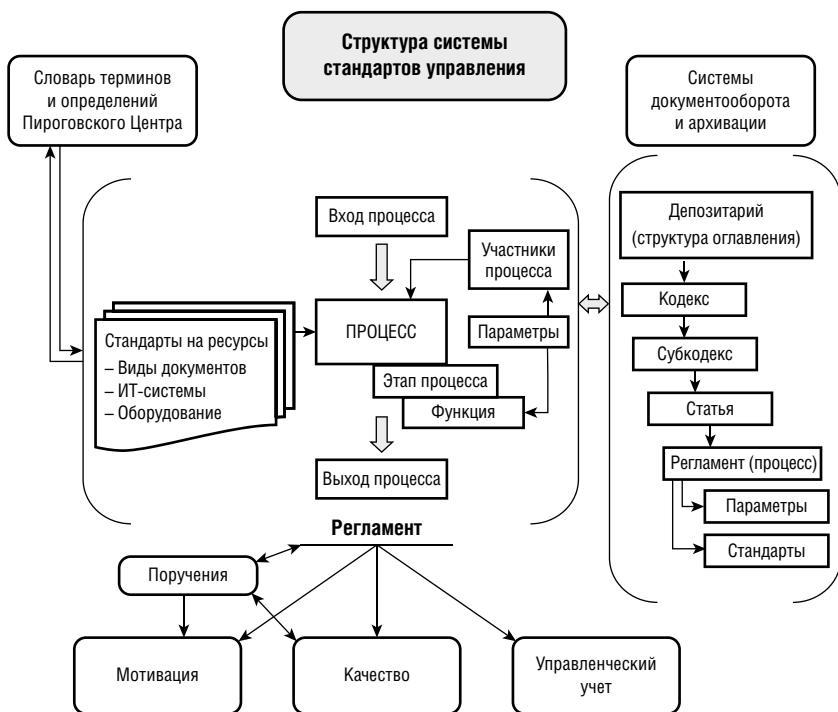 Структура системы
стандартов управления
Словарь терминов
и определений
Пироговского Центра
Системы
документооборота
и архивации
Вход процесса
Участники
процесса
ПРОЦЕСС
Параметры
Этап процесса
Функция
Выход процесса
Стандарты на ресурсы
– Виды документов
– ИТ-системы
– Оборудование
Депозитарий
(структура оглавления)
Кодекс
Субкодекс
Статья
Регламент (процесс)
Параметры
Стандарты
Регламент
Поручения
Мотивация
Качество
Управленческий
учет